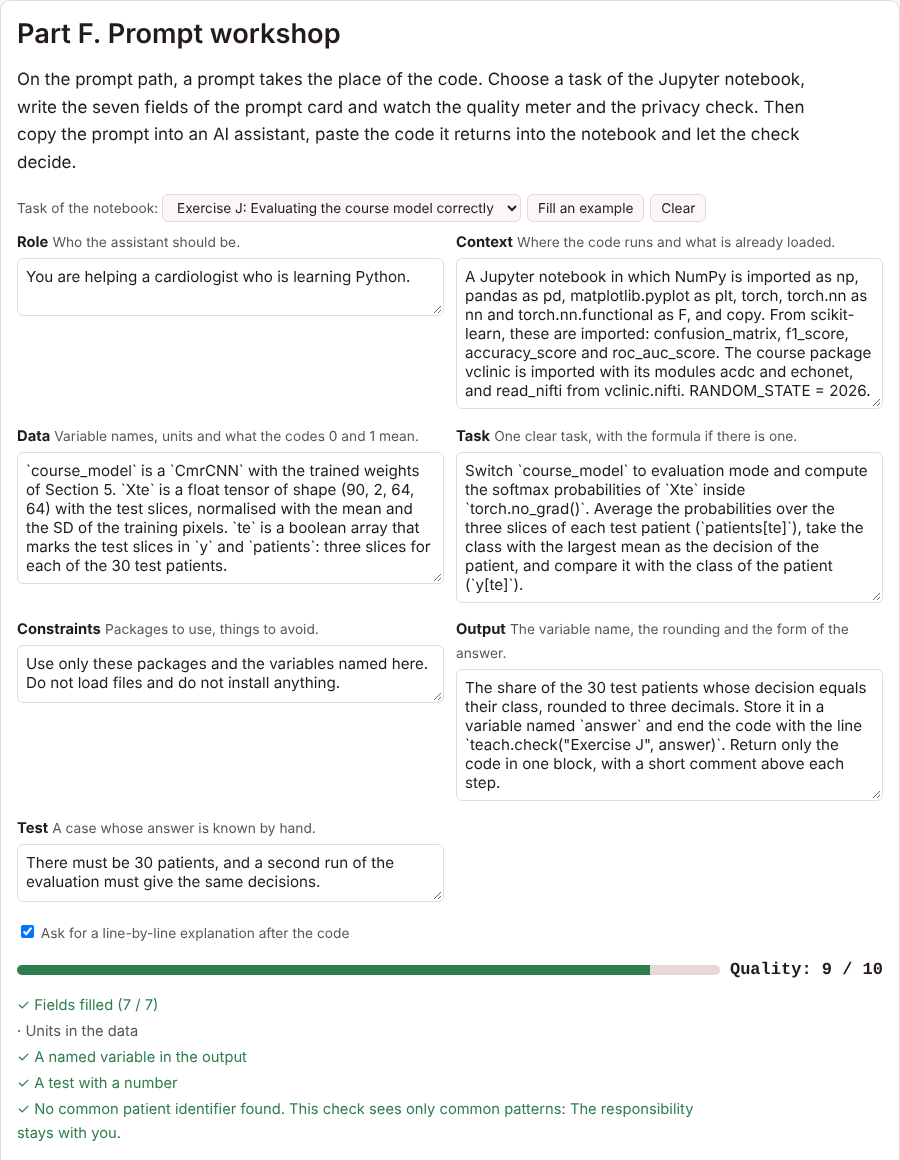 Part F. Prompt workshop
On the prompt path, a prompt takes the place of the code. Choose a task of the Jupyter notebook,
write the seven fields of the prompt card and watch the quality meter and the privacy check. Then
copy the prompt into an AI assistant, paste the code it returns into the notebook and let the check
decide.
Task of the notebook: Exercise J: Evaluating the course model correctly Fill an example Clear
Role Who the assistant should be.
You are helping a cardiologist who is learning Python.
Context Where the code runs and what is already loaded.
A Jupyter notebook in which NumPy is imported as np,
pandas as pd, matplotlib.pyplot as plt, torch, torch.nn as
nn and torch.nn.functional as F, and copy. From scikit-
learn, these are imported: confusion_matrix, f1_score,
accuracy_score and roc_auc_score. The course package
vclinic is imported with its modules acdc and echonet,
and read_nifti from vclinic.nifti. RANDOM_STATE = 2026.
Data Variable names, units and what the codes 0 and 1 mean.
`course_model` is a `CmrCNN` with the trained weights
of Section 5. `Xte` is a float tensor of shape (90, 2, 64,
64) with the test slices, normalised with the mean and
the SD of the training pixels. `te` is a boolean array that
marks the test slices in `y` and `patients`: three slices for
each of the 30 test patients.
Task One clear task, with the formula if there is one.
Switch `course_model` to evaluation mode and compute
the softmax probabilities of `Xte` inside
`torch.no_grad()`. Average the probabilities over the
three slices of each test patient (`patients[te]`), take the
class with the largest mean as the decision of the
patient, and compare it with the class of the patient
(`y[te]`).
Constraints Packages to use, things to avoid.
Use only these packages and the variables named here.
Do not load files and do not install anything.
Output The variable name, the rounding and the form of the
answer.
The share of the 30 test patients whose decision equals
their class, rounded to three decimals. Store it in a
variable named `answer` and end the code with the line
`teach.check("Exercise J", answer)`. Return only the
code in one block, with a short comment above each
step.
Test A case whose answer is known by hand.
There must be 30 patients, and a second run of the
evaluation must give the same decisions.
Ask for a line-by-line explanation after the code
Quality: 9 / 10
✓ Fields filled (7 / 7)
· Units in the data
✓ A named variable in the output
✓ A test with a number
✓ No common patient identifier found. This check sees only common patterns: The responsibility
stays with you.